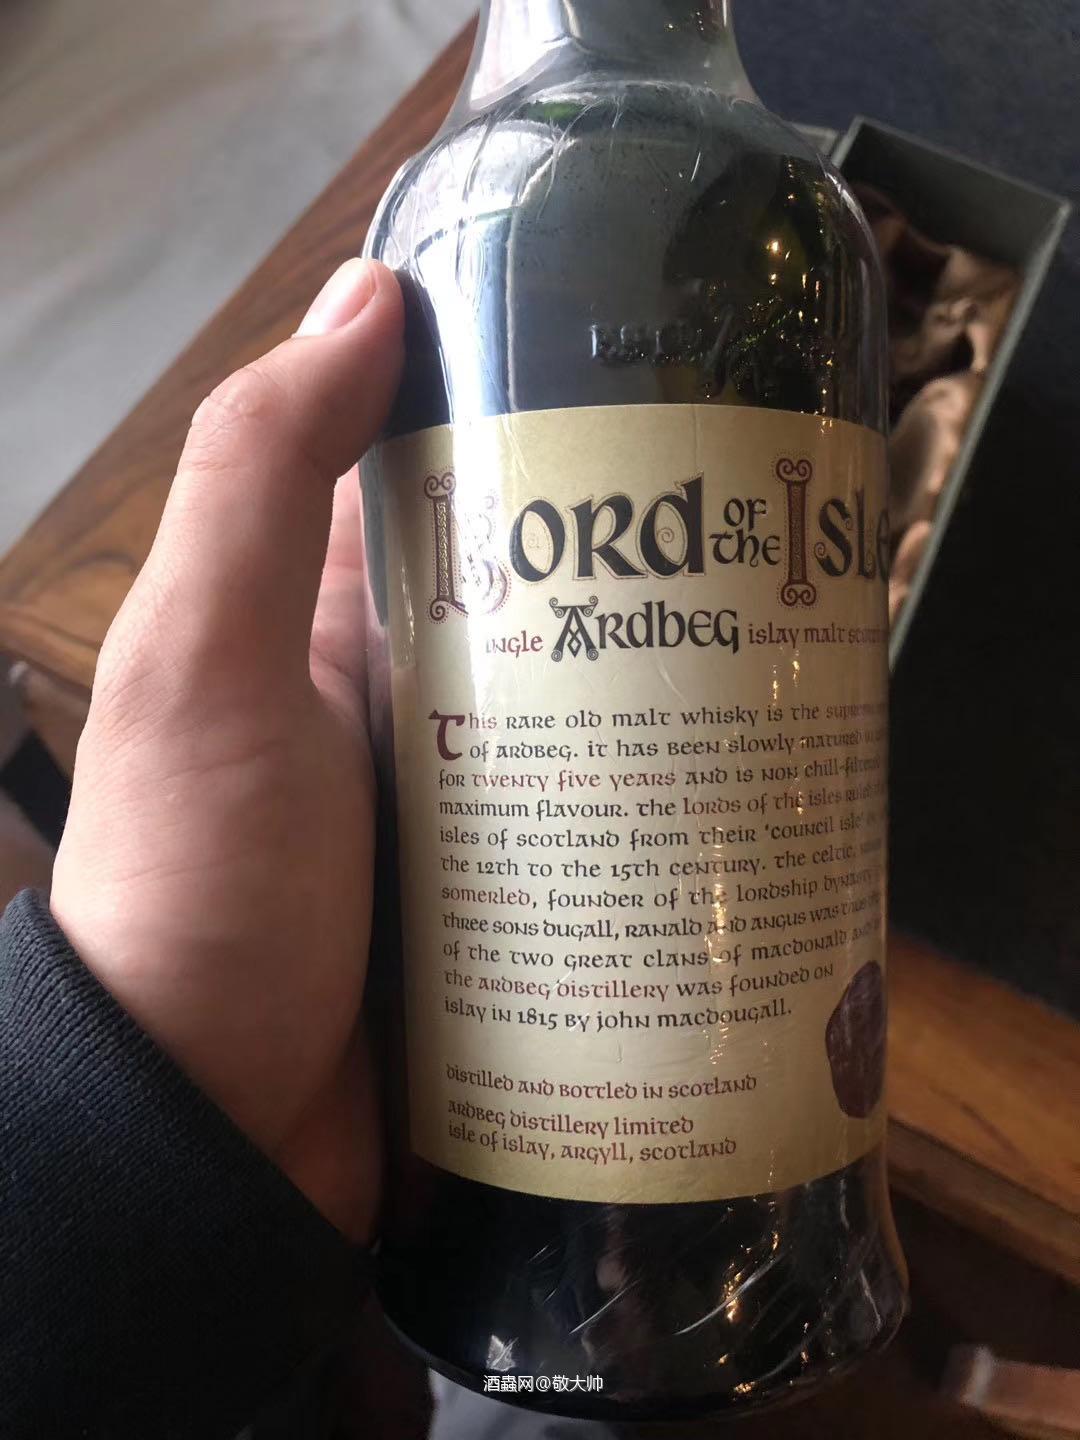 Lord of the Isle
ingle Ardbeg islay malt
This rare old malt whisky is the
of ardbeg. it has been slowly matured
for twenty five years and is non chill-filtered
maximum flavour. the lords of the isles
isles of scotland from their 'council isle'
the 12th to the 15th century. the celtic,
somerled, founder of the lordship dynasty
three sons dugall, ranald and angus was
of the two great clans of macdonald and
the ardbeg distillery was founded on
islay in 1815 by john macdougall.
distilled and bottled in scotland
ardbeg distillery limited
isle of islay, argyll, scotland
酒蟲网@敬大帅